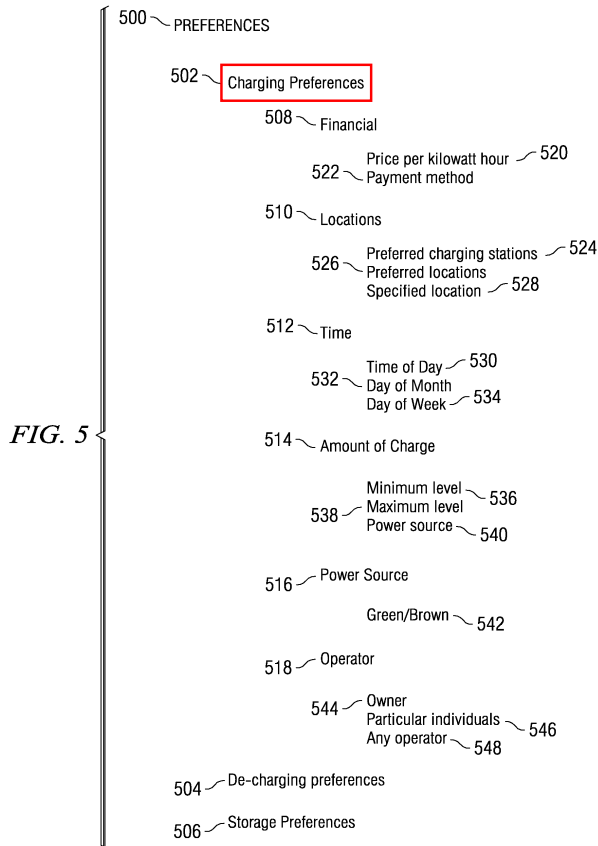 500 PREFERENCES
502 Charging Preferences
508 Financial
Price per kilowatt hour 520
522 Payment method
510 Locations
Preferred charging stations 524
526 Preferred locations
Specified location 528
512 Time
Time of Day 530
532 Day of Month
Day of Week 534
FIG. 5
514 Amount of Charge
Minimum level 536
538 Maximum level
Power source 540
516 Power Source
Green/Brown 542
518 Operator
544 Owner
Particular individuals 546
Any operator 548
504 De-charging preferences
506 Storage Preferences